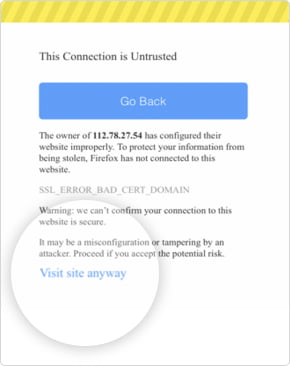 This Connection is Untrusted
Go Back
The owner of 112.78.27.54 has configured their
website improperly. To protect your information from
being stolen, Firefox has not connected to this
website.
SSL_ERROR_BAD_CERT_DOMAIN
Warning: we can't confirm your connection to this
website is secure.
It may be a misconfiguration or tampering by an
attacker. Proceed if you accept the potential risk.
Visit site anyway